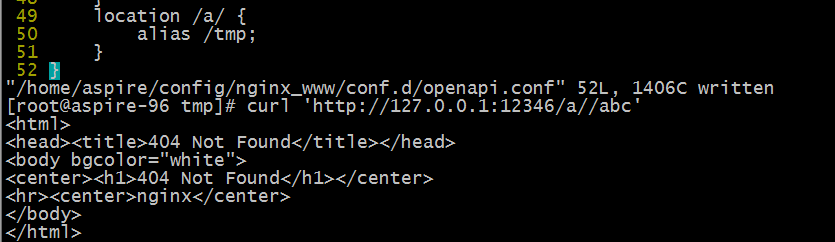 48     }
49     location /a/ {
50         alias /tmp;
51     }
52 }
"/home/aspire/config/nginx_www/conf.d/openapi.conf" 52L, 1406C written
[root@aspire-96 tmp]# curl 'http://127.0.0.1:12346/a//abc'
<html>
<head><title>404 Not Found</title></head>
<body bgcolor="white">
<center><h1>404 Not Found</h1></center>
<hr><center>nginx</center>
</body>
</html>